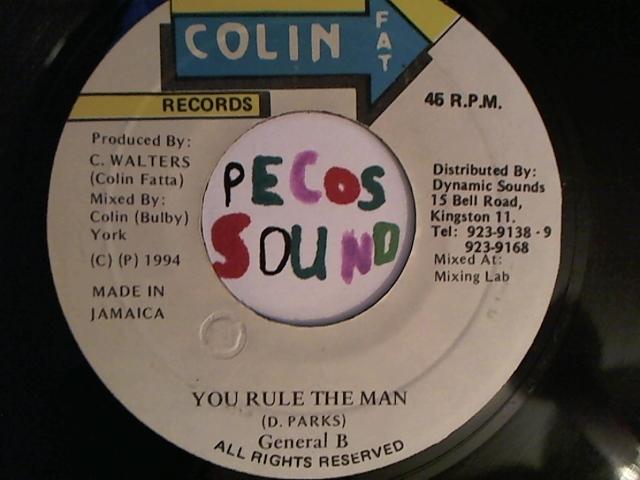 COLIN
FAT
RECORDS
45 R.P.M.
Produced By:
C. WALTERS
(Colin Fatta)
Mixed By:
Colin (Bulby)
York
(C) (P) 1994
MADE IN
JAMAICA
PECOS
SOUND
Distributed By:
Dynamic Sounds
15 Bell Road,
Kingston 11.
Tel: 923-9138 - 9
923-9168
Mixed At:
Mixing Lab
YOU RULE THE MAN
(D. PARKS)
General B
ALL RIGHTS RESERVED